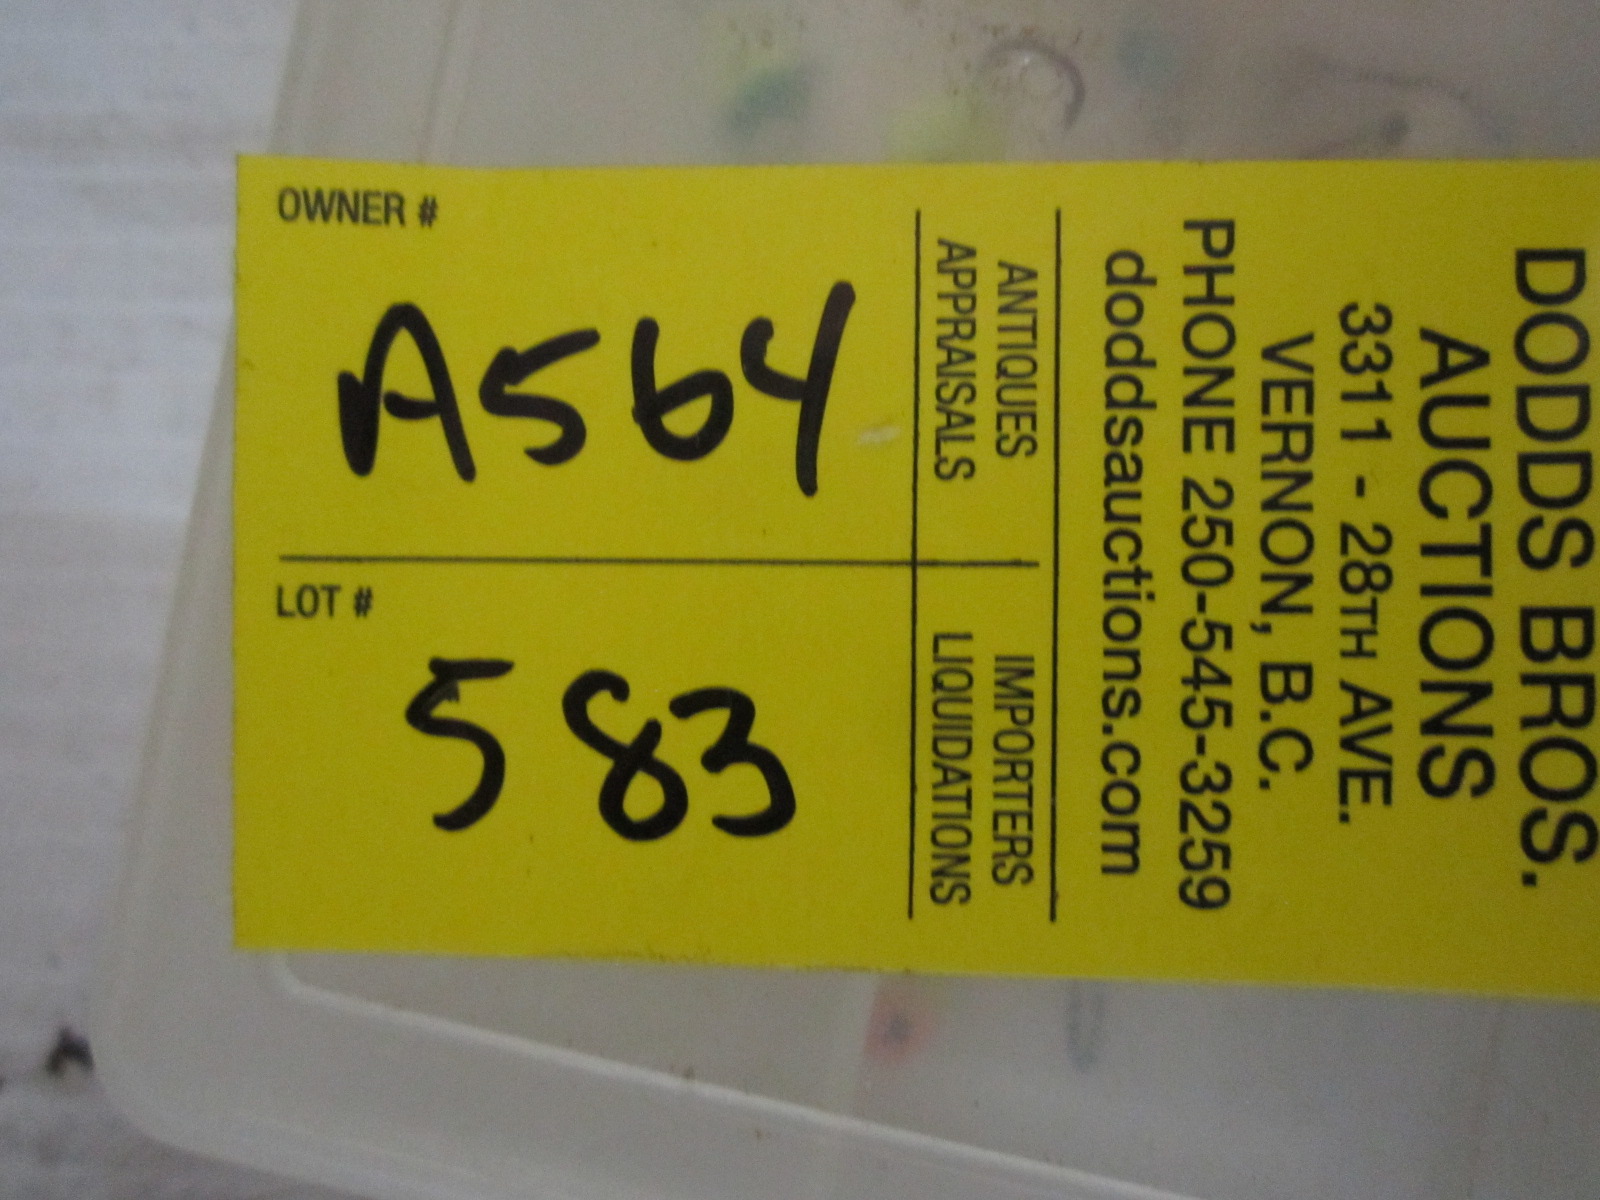 DODDS BROS.
AUCTIONS
3311 - 28TH AVE.
VERNON, B.C.
PHONE 250-545-3259
doddsauctions.com
ANTIQUES
APPRAISALS
IMPORTERS
LIQUIDATIONS
OWNER #
A564
LOT #
583